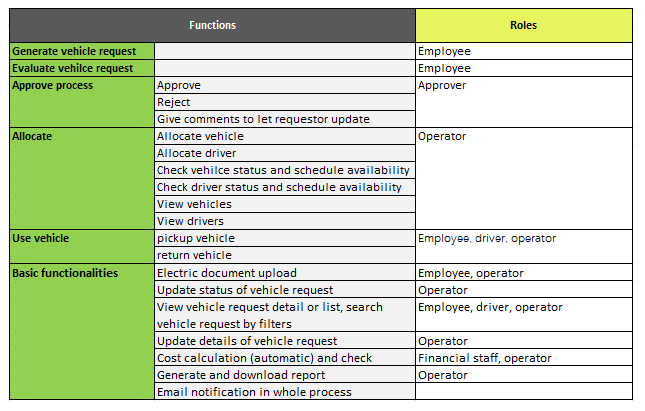 Functions Roles
Generate vehicle request Employee
Evaluate vehilce request Employee
Approve process Approve Approver
Reject
Give comments to let requestor update
Allocate Allocate vehicle Operator
Allocate driver
Check vehilce status and schedule availability
Check driver status and schedule availability
View vehicles
View drivers
Use vehicle pickup vehicle Employee, driver, operator
return vehicle
Basic functionalities Electric document upload Employee, operator
Update status of vehicle request Operator
View vehicle request detail or list, search Employee, driver, operator
vehicle request by filters
Update details of vehicle request Operator
Cost calculation (automatic) and check Financial staff, operator
Generate and download report Operator
Email notification in whole process